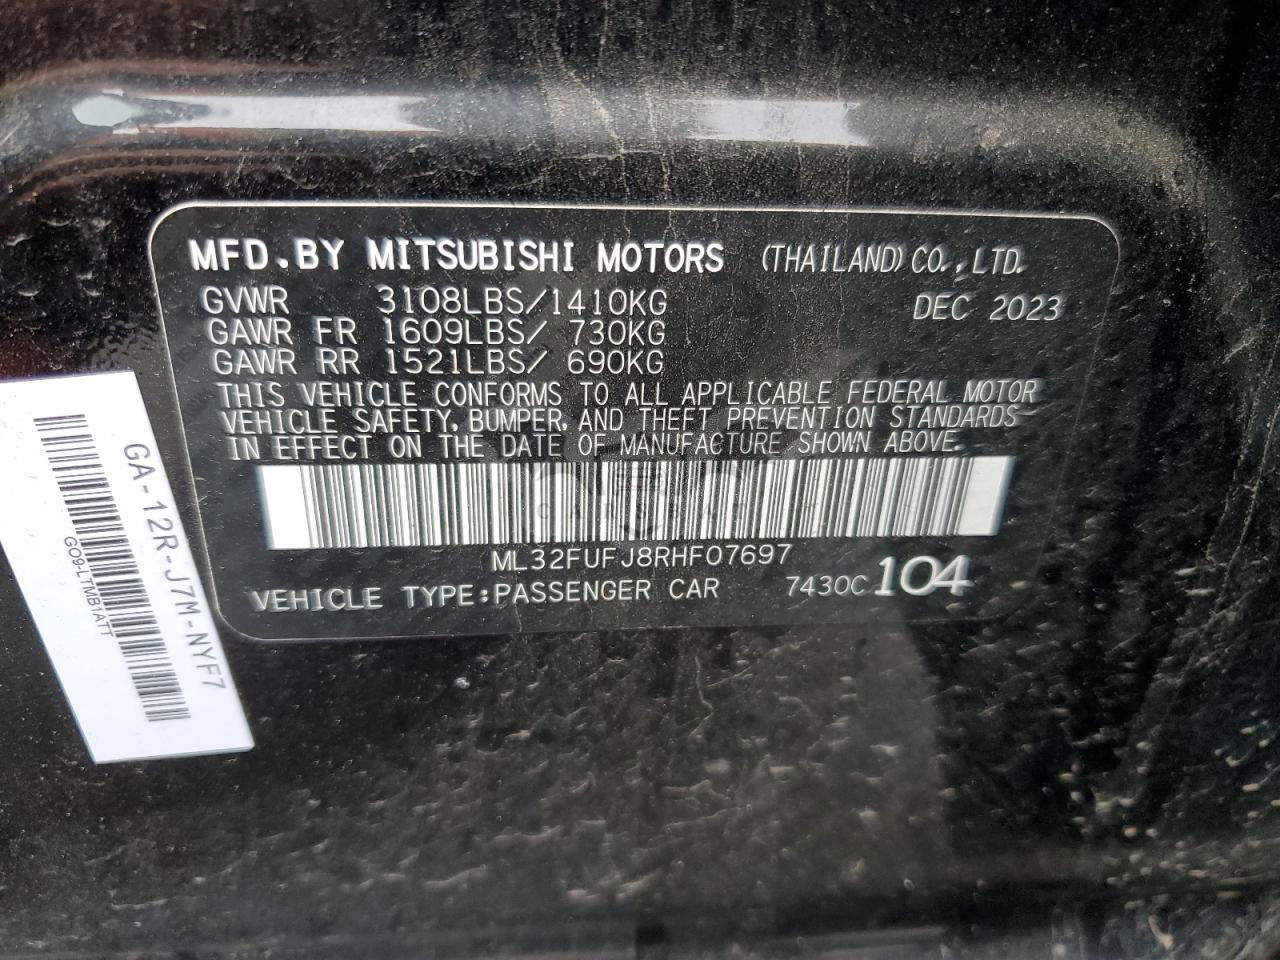 MFD.BY MITSUBISHI MOTORS (THAILAND) CO., LTD.
GVWR 3108LBS/1410KG DEC 2023
GAWR FR 1609LBS/ 730KG
GAWR RR 1521LBS/ 690KG
THIS VEHICLE CONFORMS TO ALL APPLICABLE FEDERAL MOTOR
VEHICLE SAFETY, BUMPER, AND THEFT PREVENTION STANDARDS
IN EFFECT ON THE DATE OF MANUFACTURE SHOWN ABOVE.
ML32FUFJ8RHF07697
VEHICLE TYPE:PASSENGER CAR 7430C 104
GA-12R-J7M-NYF7
G09-LTMB1ATT